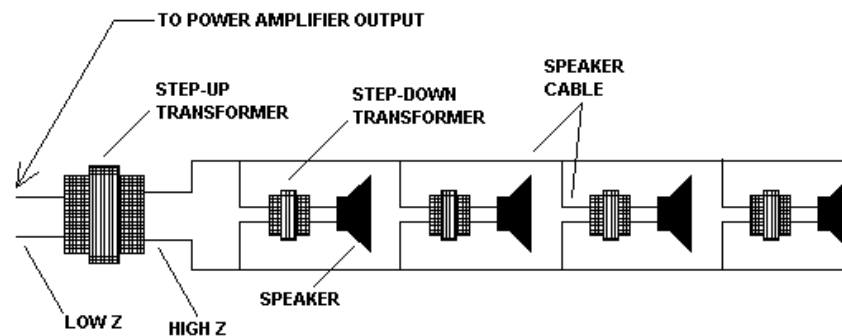 TO POWER AMPLIFIER OUTPUT
STEP-UP
TRANSFORMER
STEP-DOWN
TRANSFORMER
SPEAKER
CABLE
SPEAKER
LOW Z
HIGH Z